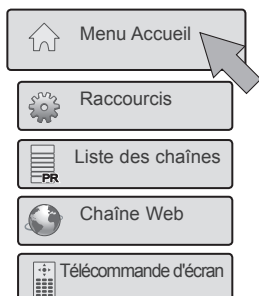 Menu Accueil
Raccourcis
Liste des chaînes
PR
Chaîne Web
Télécommande d'écran